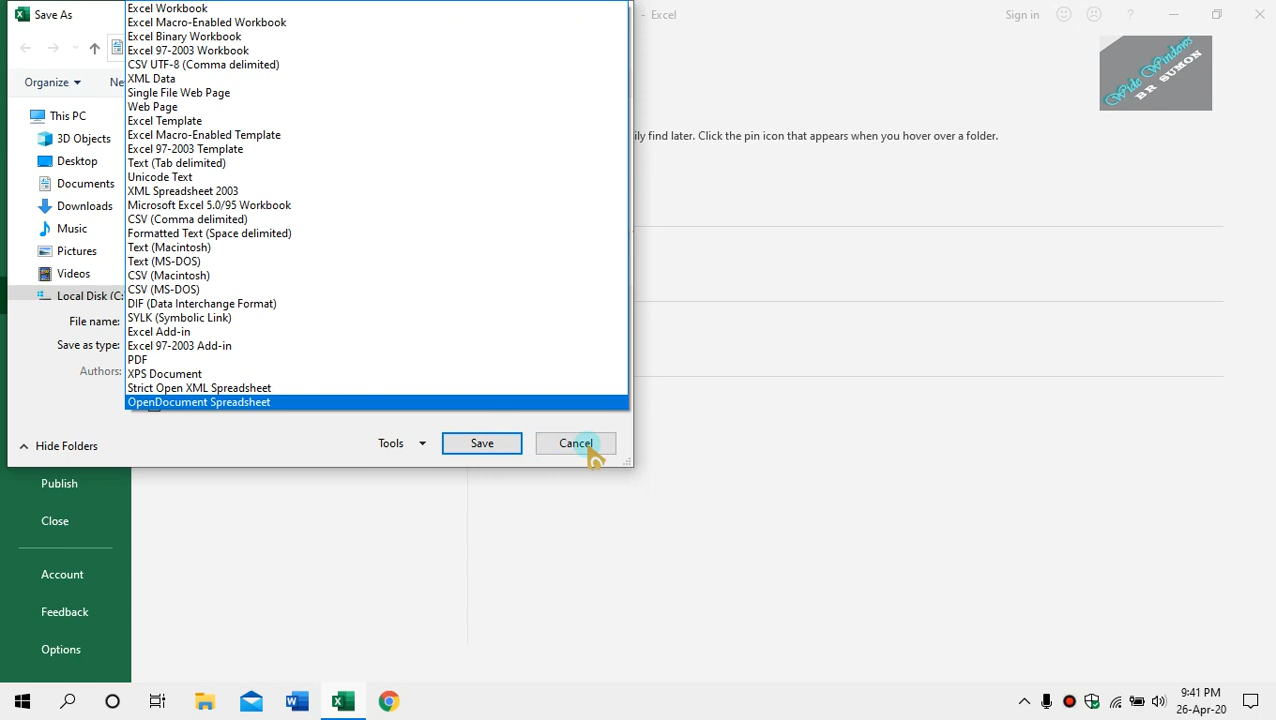 Save As
- Excel
Sign in
Wide Windows
BR SUMON
Organize
Ne
ily find later. Click the pin icon that appears when you hover over a folder.
This PC
3D Objects
Desktop
Documents
Downloads
Music
Pictures
Videos
Local Disk (C:
File name:
Save as type:
Authors:
Excel Workbook
Excel Macro-Enabled Workbook
Excel Binary Workbook
Excel 97-2003 Workbook
CSV UTF-8 (Comma delimited)
XML Data
Single File Web Page
Web Page
Excel Template
Excel Macro-Enabled Template
Excel 97-2003 Template
Text (Tab delimited)
Unicode Text
XML Spreadsheet 2003
Microsoft Excel 5.0/95 Workbook
CSV (Comma delimited)
Formatted Text (Space delimited)
Text (Macintosh)
Text (MS-DOS)
CSV (Macintosh)
CSV (MS-DOS)
DIF (Data Interchange Format)
SYLK (Symbolic Link)
Excel Add-in
Excel 97-2003 Add-in
PDF
XPS Document
Strict Open XML Spreadsheet
OpenDocument Spreadsheet
Hide Folders
Tools
Save
Cancel
Publish
Close
Account
Feedback
Options
9:41 PM
26-Apr-20